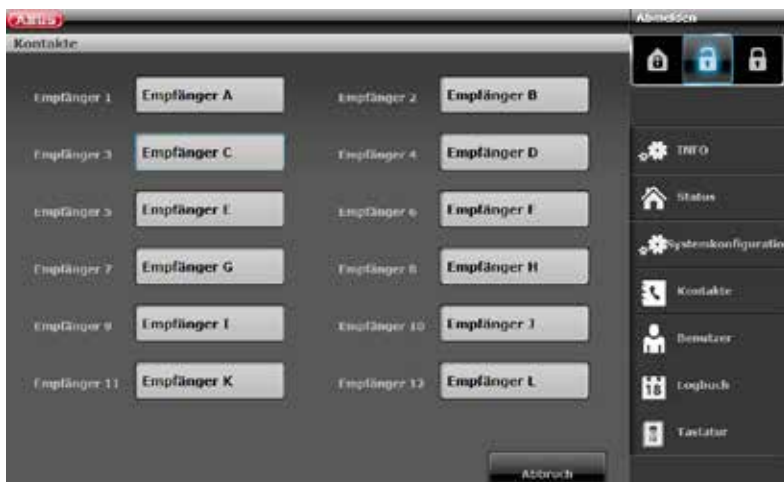 ABUS
Abmelden
Kontakte
Empfänger 1 Empfänger A Empfänger 2 Empfänger B
Empfänger 3 Empfänger C Empfänger 4 Empfänger D
Empfänger 5 Empfänger E Empfänger 6 Empfänger F
Empfänger 7 Empfänger G Empfänger 8 Empfänger H
Empfänger 9 Empfänger I Empfänger 10 Empfänger J
Empfänger 11 Empfänger K Empfänger 12 Empfänger L
Abbruch
INFO
Status
Systemkonfiguratio
Kontakte
Benutzer
18 Logbuch
Tastatur